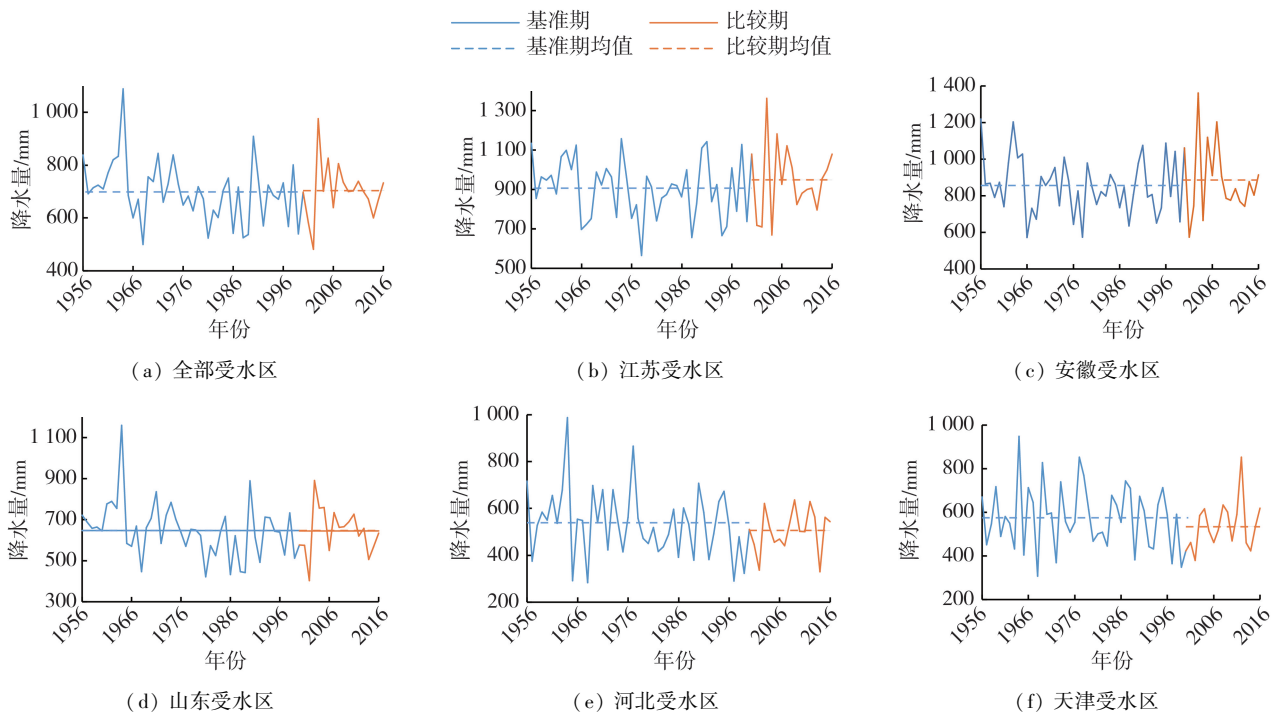 基准期 比较期
基准期均值 比较期均值
降水量/mm
1 000
800
600
400
1956 1966 1976 1986 1996 2006 2016
年份
(a) 全部受水区
降水量/mm
1 300
1 100
900
700
500
1956 1966 1976 1986 1996 2006 2016
年份
(b) 江苏受水区
降水量/mm
1 400
1 200
1 000
800
600
400
1956 1966 1976 1986 1996 2006 2016
年份
(c) 安徽受水区
降水量/mm
1 100
900
700
500
300
1956 1966 1976 1986 1996 2006 2016
年份
(d) 山东受水区
降水量/mm
1 000
800
600
400
200
1956 1966 1976 1986 1996 2006 2016
年份
(e) 河北受水区
降水量/mm
1 000
800
600
400
200
1956 1966 1976 1986 1996 2006 2016
年份
(f) 天津受水区